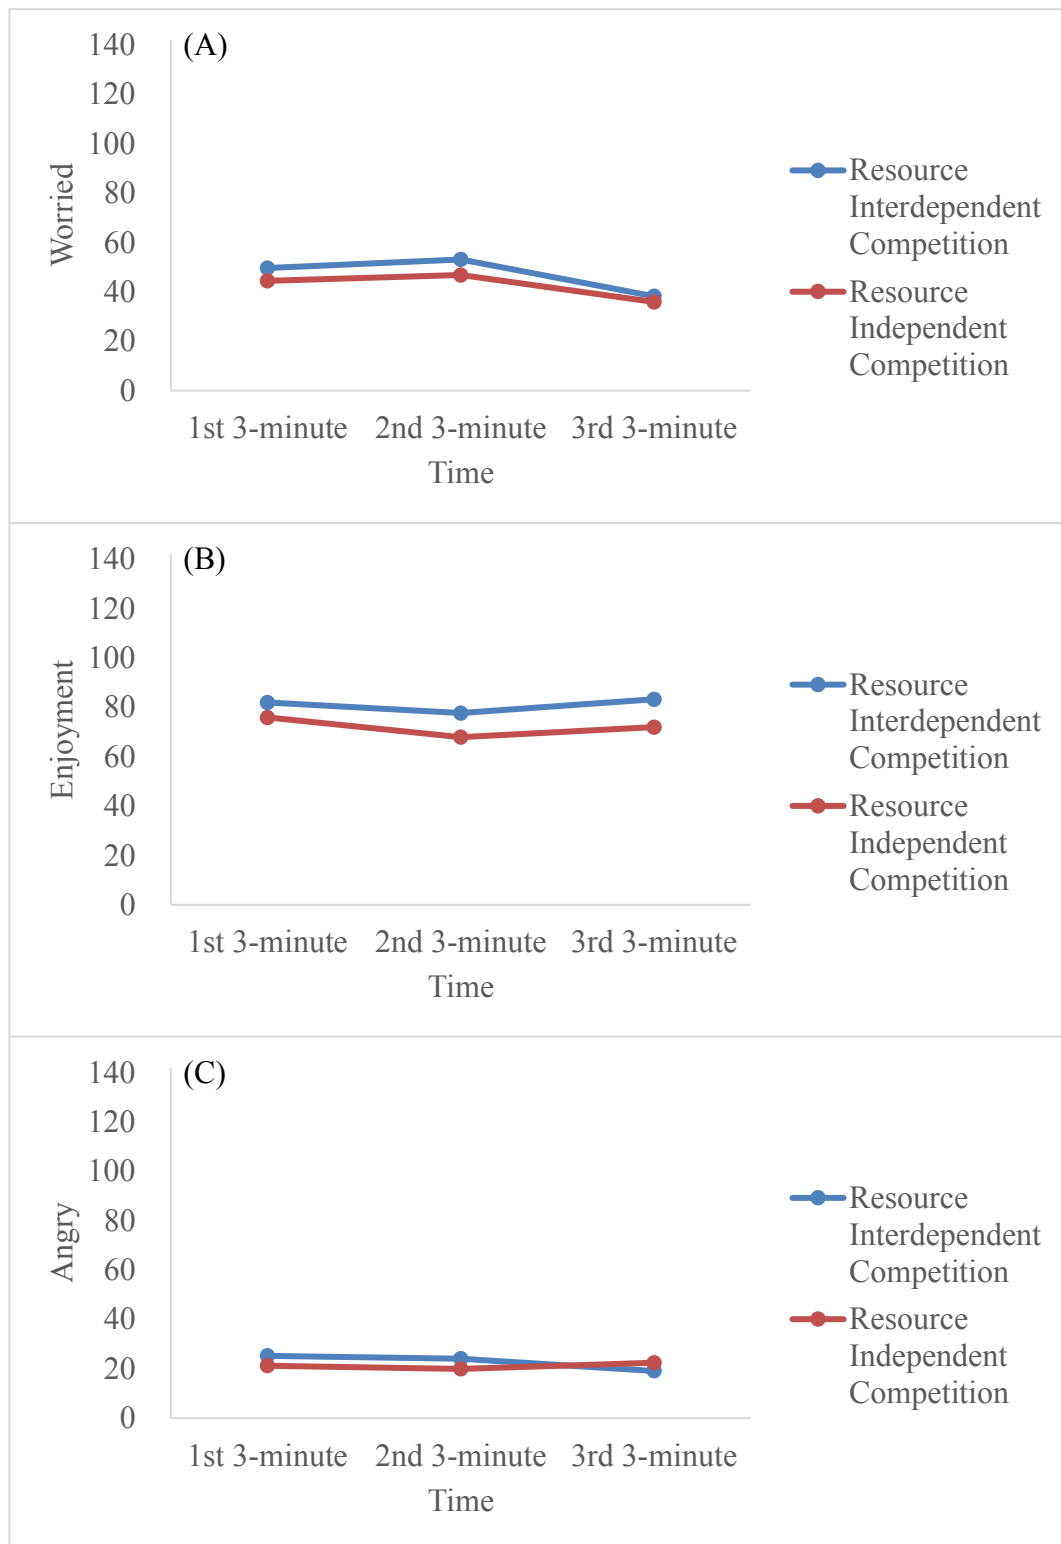 (A)
140
120
100
80
60
40
20
0
Worried
1st 3-minute 2nd 3-minute 3rd 3-minute
Time
Resource
Interdependent
Competition
Resource
Independent
Competition
(B)
140
120
100
80
60
40
20
0
Enjoyment
1st 3-minute 2nd 3-minute 3rd 3-minute
Time
Resource
Interdependent
Competition
Resource
Independent
Competition
(C)
140
120
100
80
60
40
20
0
Angry
1st 3-minute 2nd 3-minute 3rd 3-minute
Time
Resource
Interdependent
Competition
Resource
Independent
Competition